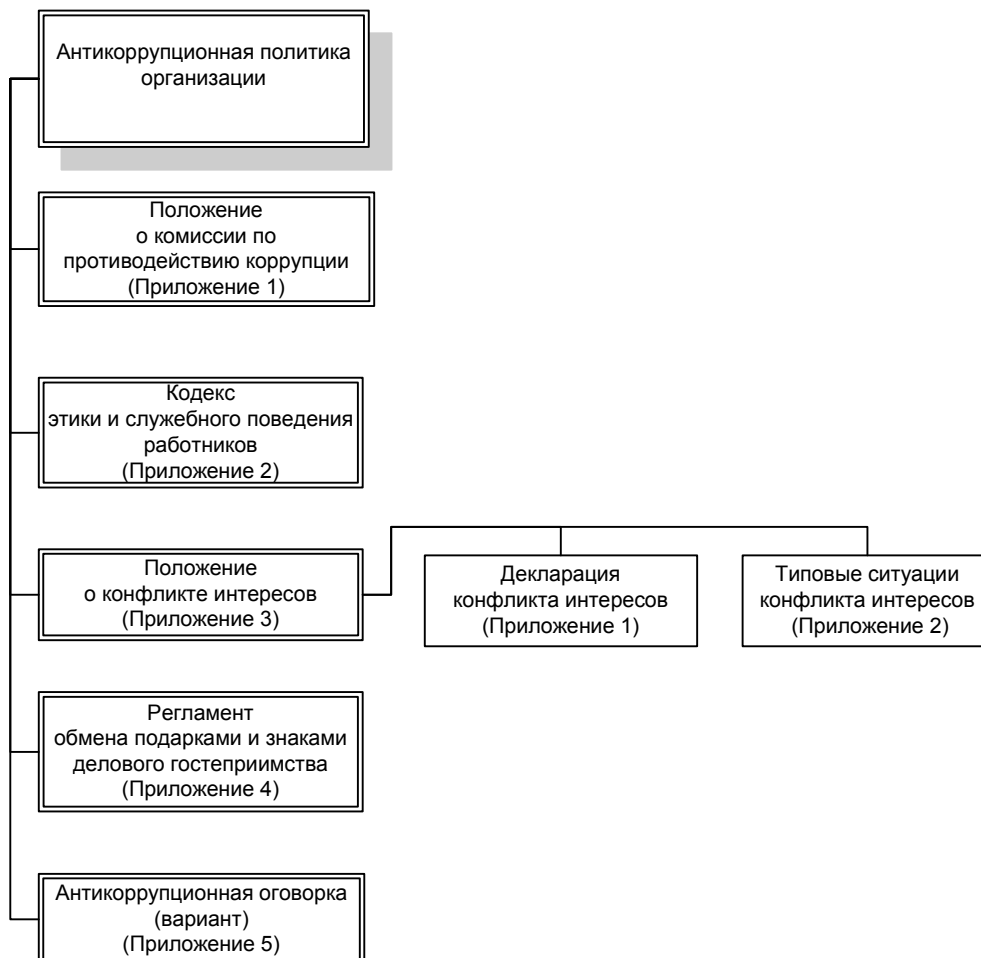 Антикоррупционная политика
организации
Положение
о комиссии по
противодействию коррупции
(Приложение 1)
Кодекс
этики и служебного поведения
работников
(Приложение 2)
Положение
о конфликте интересов
(Приложение 3)
Декларация
конфликта интересов
(Приложение 1)
Типовые ситуации
конфликта интересов
(Приложение 2)
Регламент
обмена подарками и знаками
делового гостеприимства
(Приложение 4)
Антикоррупционная оговорка
(вариант)
(Приложение 5)